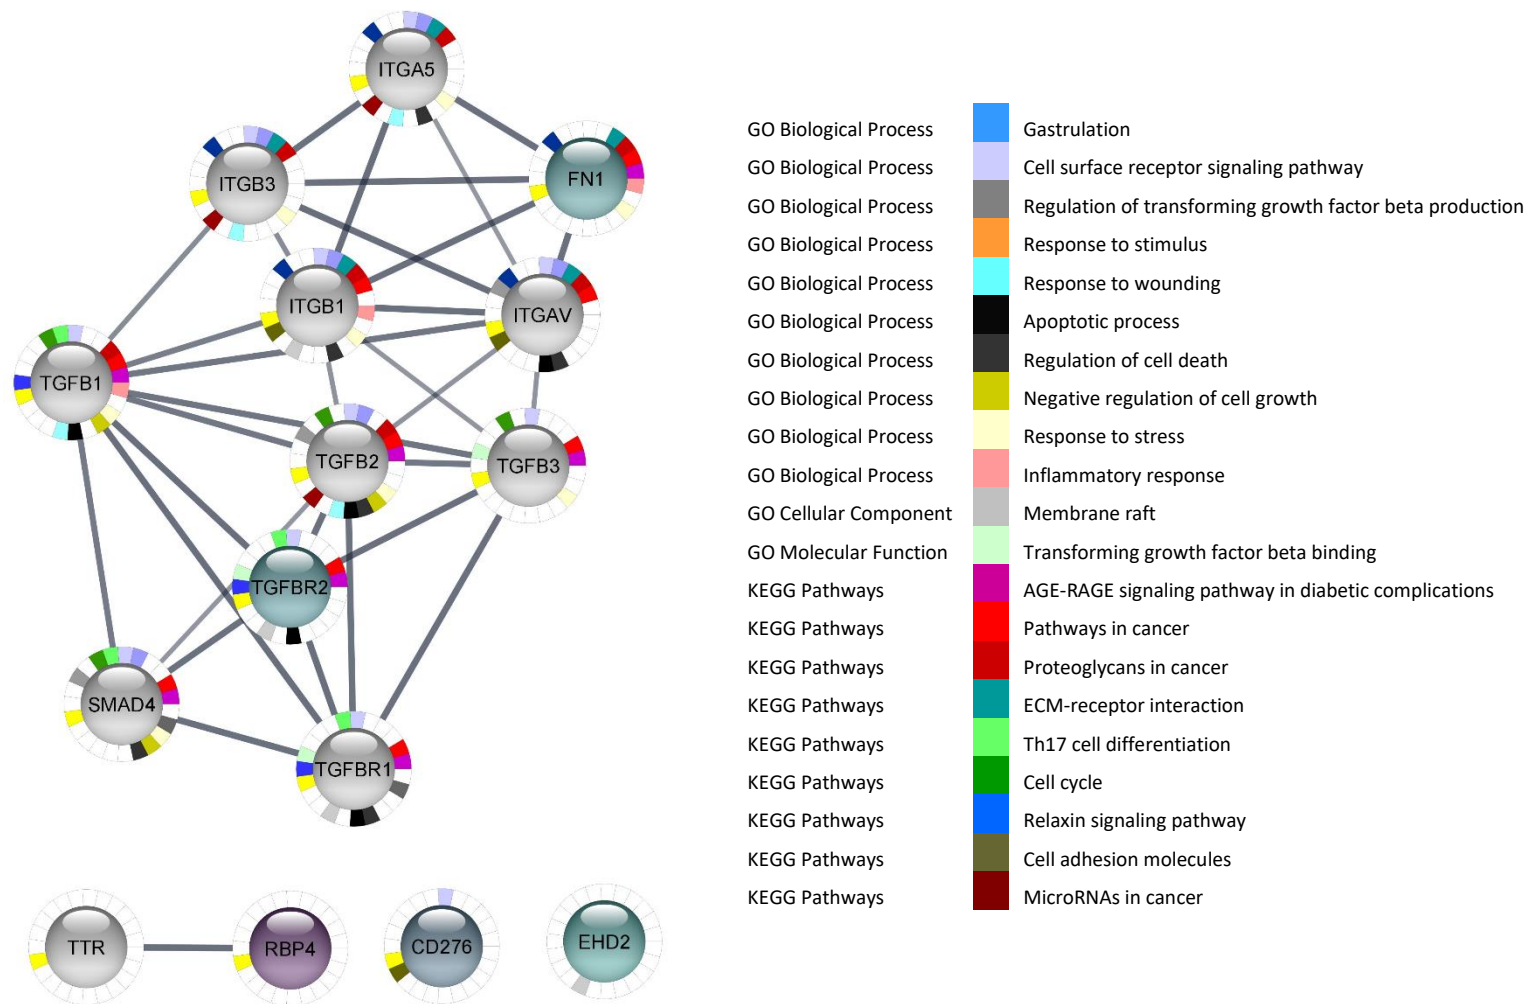 ITGA5
ITGB3
FN1
ITGB1
ITGAV
TGFB1
TGFB2
TGFB3
TGFBR2
SMAD4
TGFBR1
TTR
RBP4
CD276
EHD2
GO Biological Process Gastrulation
GO Biological Process Cell surface receptor signaling pathway
GO Biological Process Regulation of transforming growth factor beta production
GO Biological Process Response to stimulus
GO Biological Process Response to wounding
GO Biological Process Apoptotic process
GO Biological Process Regulation of cell death
GO Biological Process Negative regulation of cell growth
GO Biological Process Response to stress
GO Biological Process Inflammatory response
GO Cellular Component Membrane raft
GO Molecular Function Transforming growth factor beta binding
KEGG Pathways AGE-RAGE signaling pathway in diabetic complications
KEGG Pathways Pathways in cancer
KEGG Pathways Proteoglycans in cancer
KEGG Pathways ECM-receptor interaction
KEGG Pathways Th17 cell differentiation
KEGG Pathways Cell cycle
KEGG Pathways Relaxin signaling pathway
KEGG Pathways Cell adhesion molecules
KEGG Pathways MicroRNAs in cancer